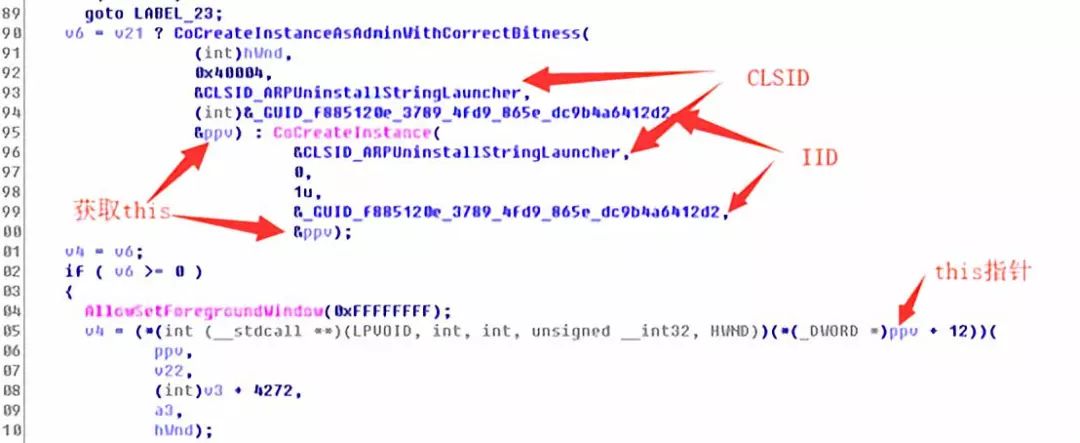 89 goto LABEL_23;
90 v6 = v21 ? CoCreateInstanceAsAdminWithCorrectBitness(
91 (int)hWnd,
92 0x40004,
93 &CLSID_ARPUninstallStringLauncher,
94 (int)&_GUID_f885120e_3789_4fd9_865e_dc9b4a6412d2,
95 &ppv) : CoCreateInstance(
96 &CLSID_ARPUninstallStringLauncher,
97 0,
98 1u,
99 &_GUID_f885120e_3789_4fd9_865e_dc9b4a6412d2,
00 &ppv);
01 v4 = v6;
02 if ( v6 >= 0 )
03 {
04 AllowSetForegroundWindow(0xFFFFFFFF);
05 v4 = (*(int (__stdcall **)(LPVOID, int, int, unsigned __int32, HWND))(*(_DWORD *)ppv + 12))(
06 ppv,
07 v22,
08 (int)v3 + 4272,
09 a3,
10 hWnd);
CLSID
IID
获取this
this指针